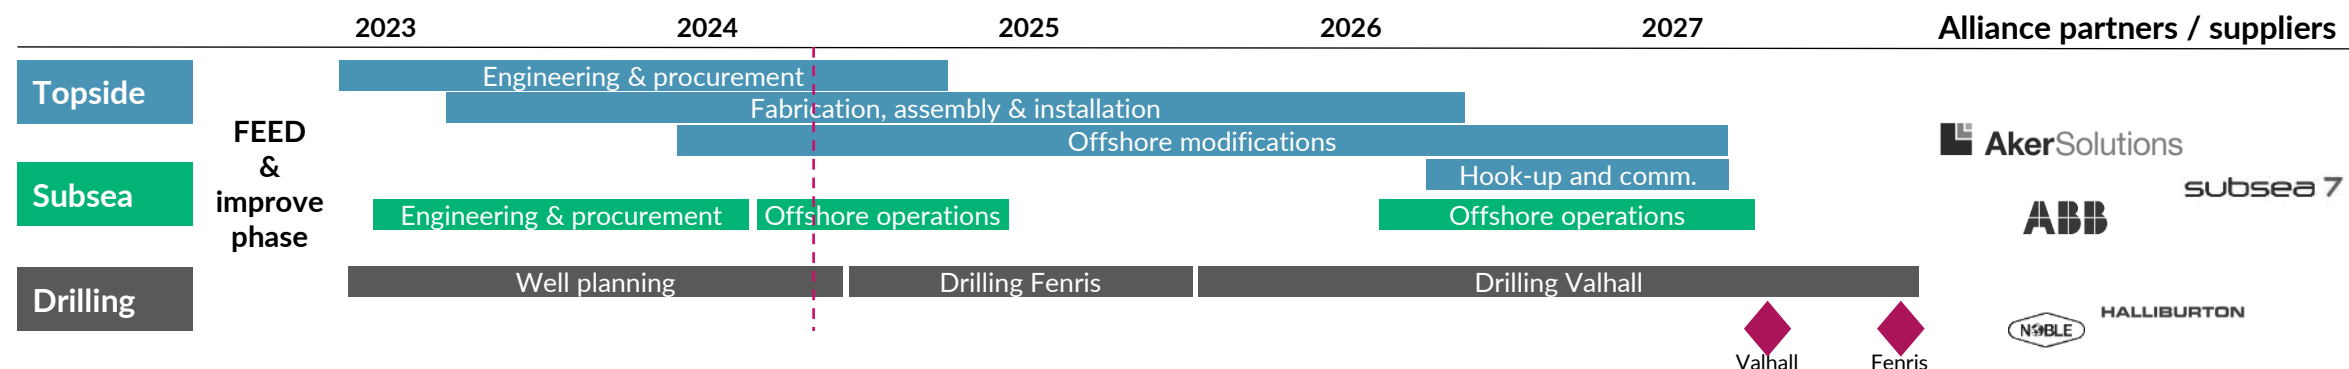 2023 2024 2025 2026 2027 Alliance partners / suppliers
Topside
Engineering & procurement
Fabrication, assembly & installation
Offshore modifications
Hook-up and comm.
FEED
&
improve
phase
Subsea
Engineering & procurement
Offshore operations
Offshore operations
Drilling
Well planning
Drilling Fenris
Drilling Valhall
Valhall
Fenris
AkerSolutions
subsea 7
ABB
HALLIBURTON
NOBLE